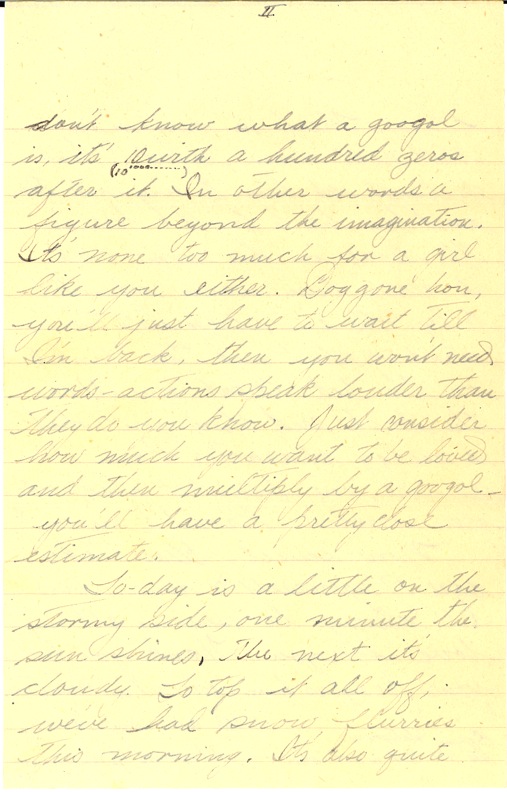 II
don't know what a googol
is, it's 10 with a hundred zeros
(10¹⁰⁰⁰........)
after it. In other words a
figure beyond the imagination.
It's none too much for a girl
like you either. Doggone' hon,
you'll just have to wait till
I'm back, then you won't need
words - actions speak louder than
they do you know. Just consider
how much you want to be loved
and then multiply by a googol -
you'll have a pretty close
estimate.
To-day is a little on the
stormy side, one minute the
sun shines, the next it's
cloudy. To top it all off,
we've had snow flurries
this morning. It's also quite